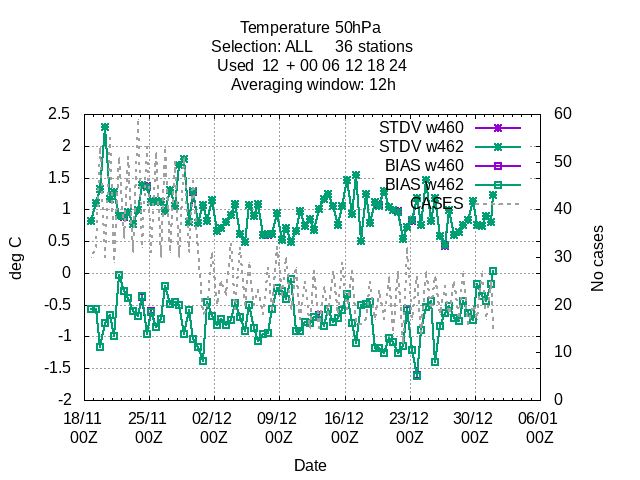 Temperature 50hPa
Selection: ALL 36 stations
Used 12 + 00 06 12 18 24
Averaging window: 12h
STDV w460
STDV w462
BIAS w460
BIAS w462
CASES
deg C
2.5
2
1.5
1
0.5
0
-0.5
-1
-1.5
-2
No cases
60
50
40
30
20
10
0
18/11 25/11 02/12 09/12 16/12 23/12 30/12 06/01
00Z 00Z 00Z 00Z 00Z 00Z 00Z 00Z
Date